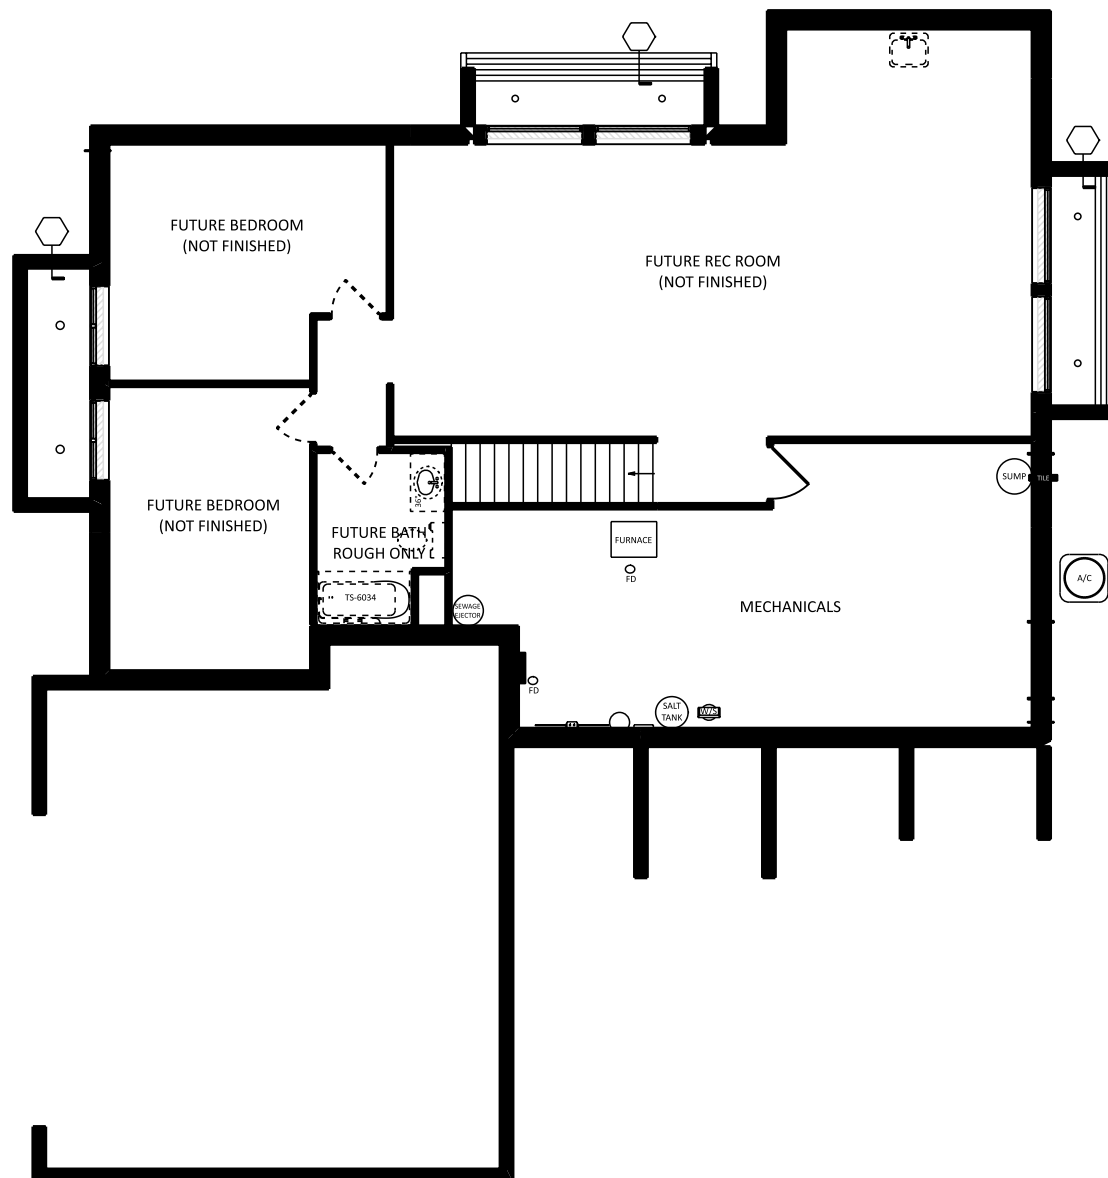 FUTURE BEDROOM
(NOT FINISHED)
FUTURE REC ROOM
(NOT FINISHED)
FUTURE BEDROOM
(NOT FINISHED)
36"
FUTURE BATH
ROUGH ONLY
TS-6034
SEWAGE
EJECTOR
FURNACE
FD
MECHANICALS
SUMP
TILE
A/C
FD
SALT
TANK
W/S